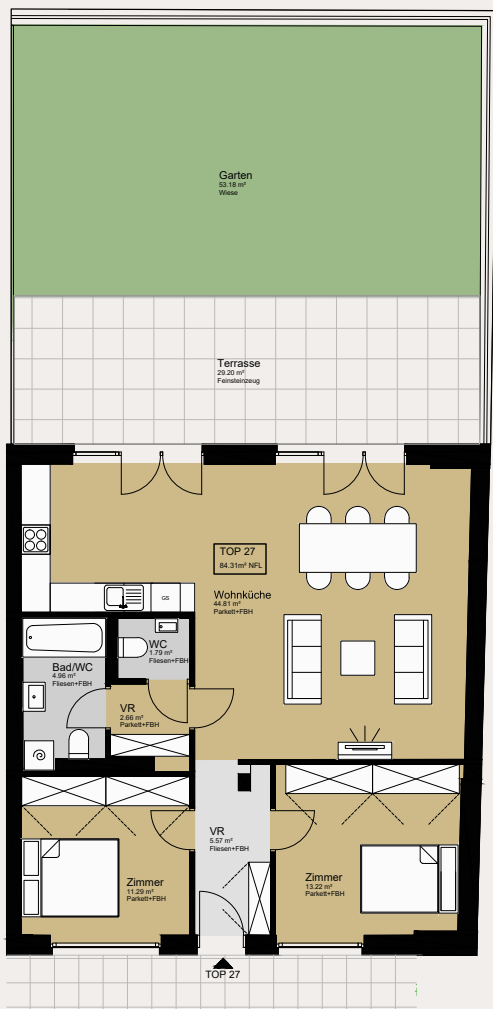 Garten
53.18 m²
Wiese
Terrasse
29.20 m²
Feinsteinzeug
TOP 27
84.31m² NFL
Wohnküche
44.81 m²
Parkett+FBH
GS
WC
1.79 m²
Fliesen+FBH
Bad/WC
4.96 m²
Fliesen+FBH
VR
2.66 m²
Parkett+FBH
VR
5.57 m²
Fliesen+FBH
Zimmer
11.29 m²
Parkett+FBH
Zimmer
13.22 m²
Parkett+FBH
TOP 27